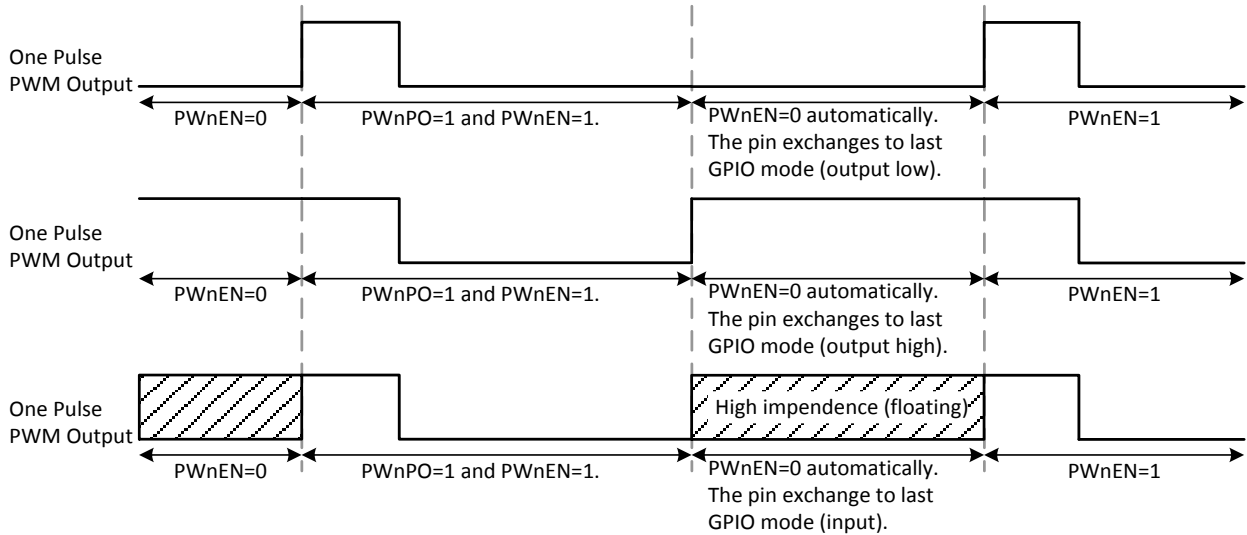 One Pulse
PWM Output
PWnEN=0
PWnPO=1 and PWnEN=1.
PWnEN=0 automatically.
The pin exchanges to last
GPIO mode (output low).
PWnEN=1
One Pulse
PWM Output
PWnEN=0
PWnPO=1 and PWnEN=1.
PWnEN=0 automatically.
The pin exchanges to last
GPIO mode (output high).
PWnEN=1
One Pulse
PWM Output
High impendence (floating)
PWnEN=0
PWnPO=1 and PWnEN=1.
PWnEN=0 automatically.
The pin exchange to last
GPIO mode (input).
PWnEN=1